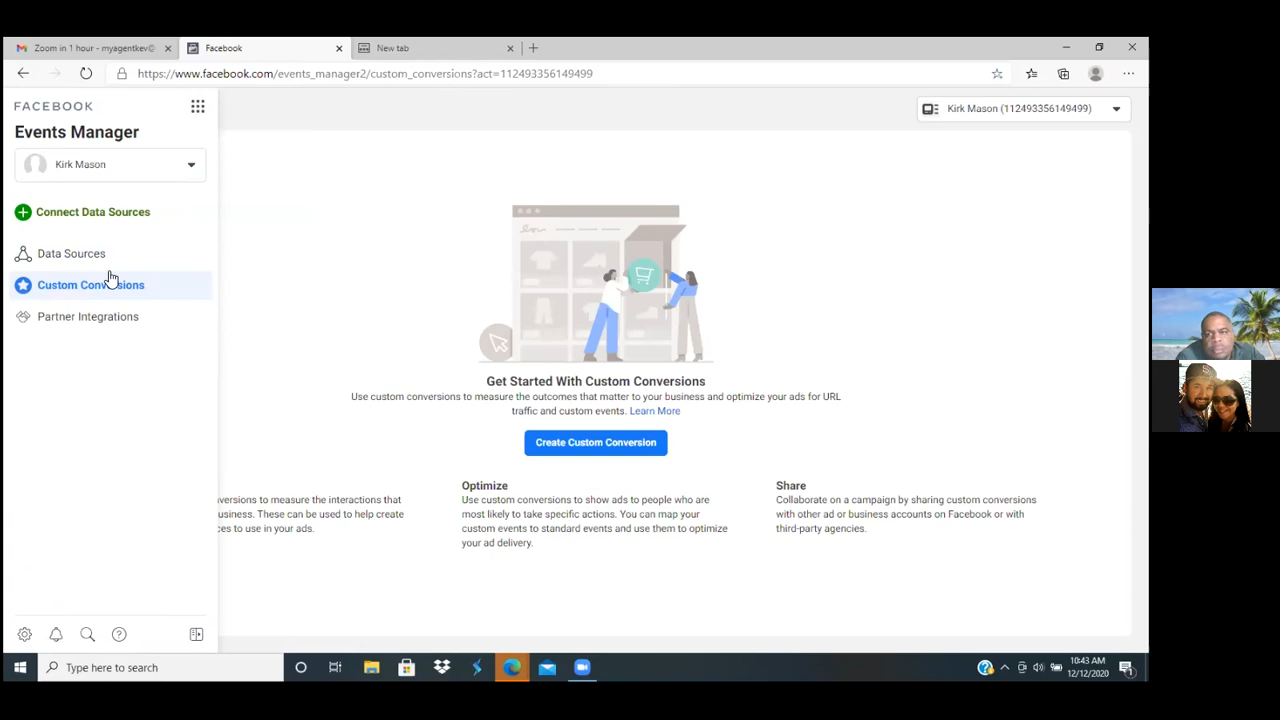 Zoom in 1 hour - myagentkev@
Facebook
New tab
https://www.facebook.com/events_manager2/custom_conversions?act=112493356149499
FACEBOOK
Events Manager
Kirk Mason
Connect Data Sources
Data Sources
Custom Conversions
Partner Integrations
Kirk Mason (112493356149499)
Get Started With Custom Conversions
Use custom conversions to measure the outcomes that matter to your business and optimize your ads for URL
traffic and custom events. Learn More
Create Custom Conversion
versions to measure the interactions that
usiness. These can be used to help create
ces to use in your ads.
Optimize
Use custom conversions to show ads to people who are
most likely to take specific actions. You can map your
custom events to standard events and use them to optimize
your ad delivery.
Share
Collaborate on a campaign by sharing custom conversions
with other ad or business accounts on Facebook or with
third-party agencies.
Type here to search
10:43 AM
12/12/2020